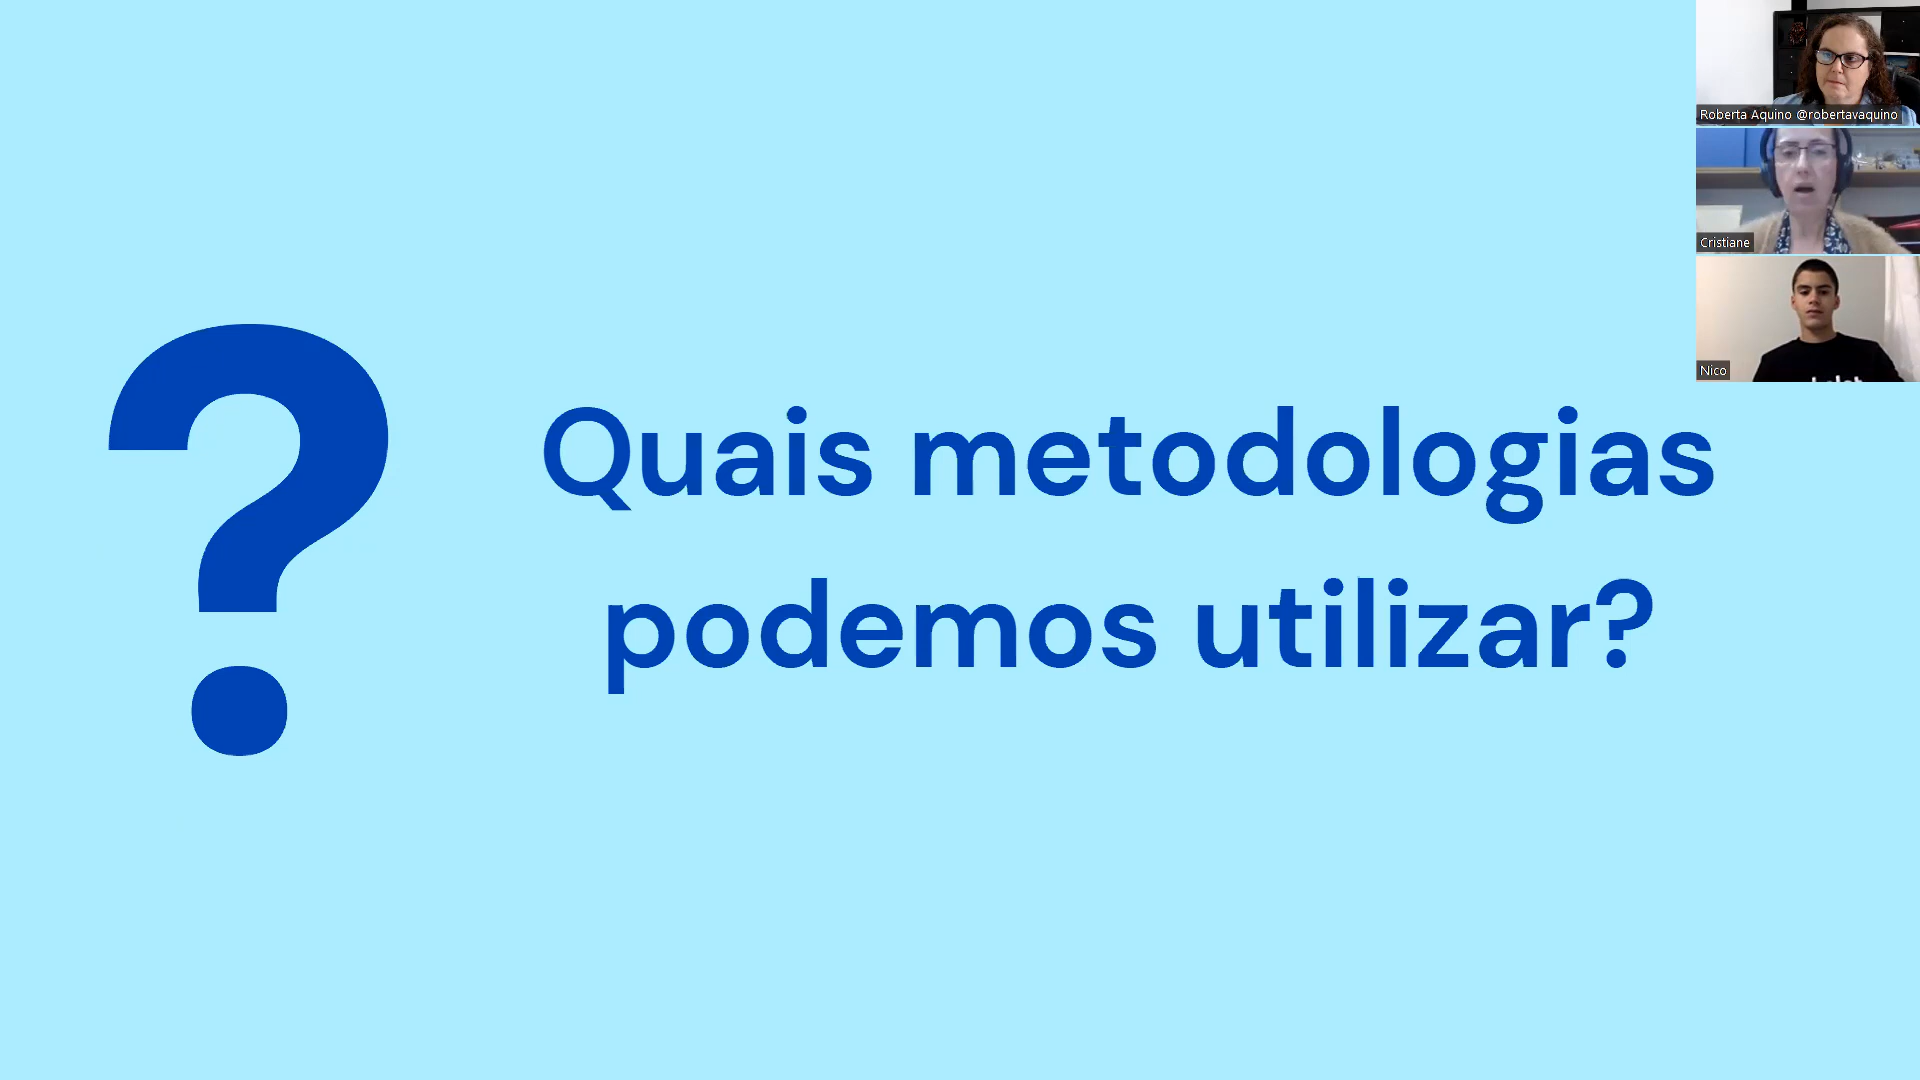 ?
Quais metodologias
podemos utilizar?
Roberta Aquino @robertavaquino
Cristiane
Nico